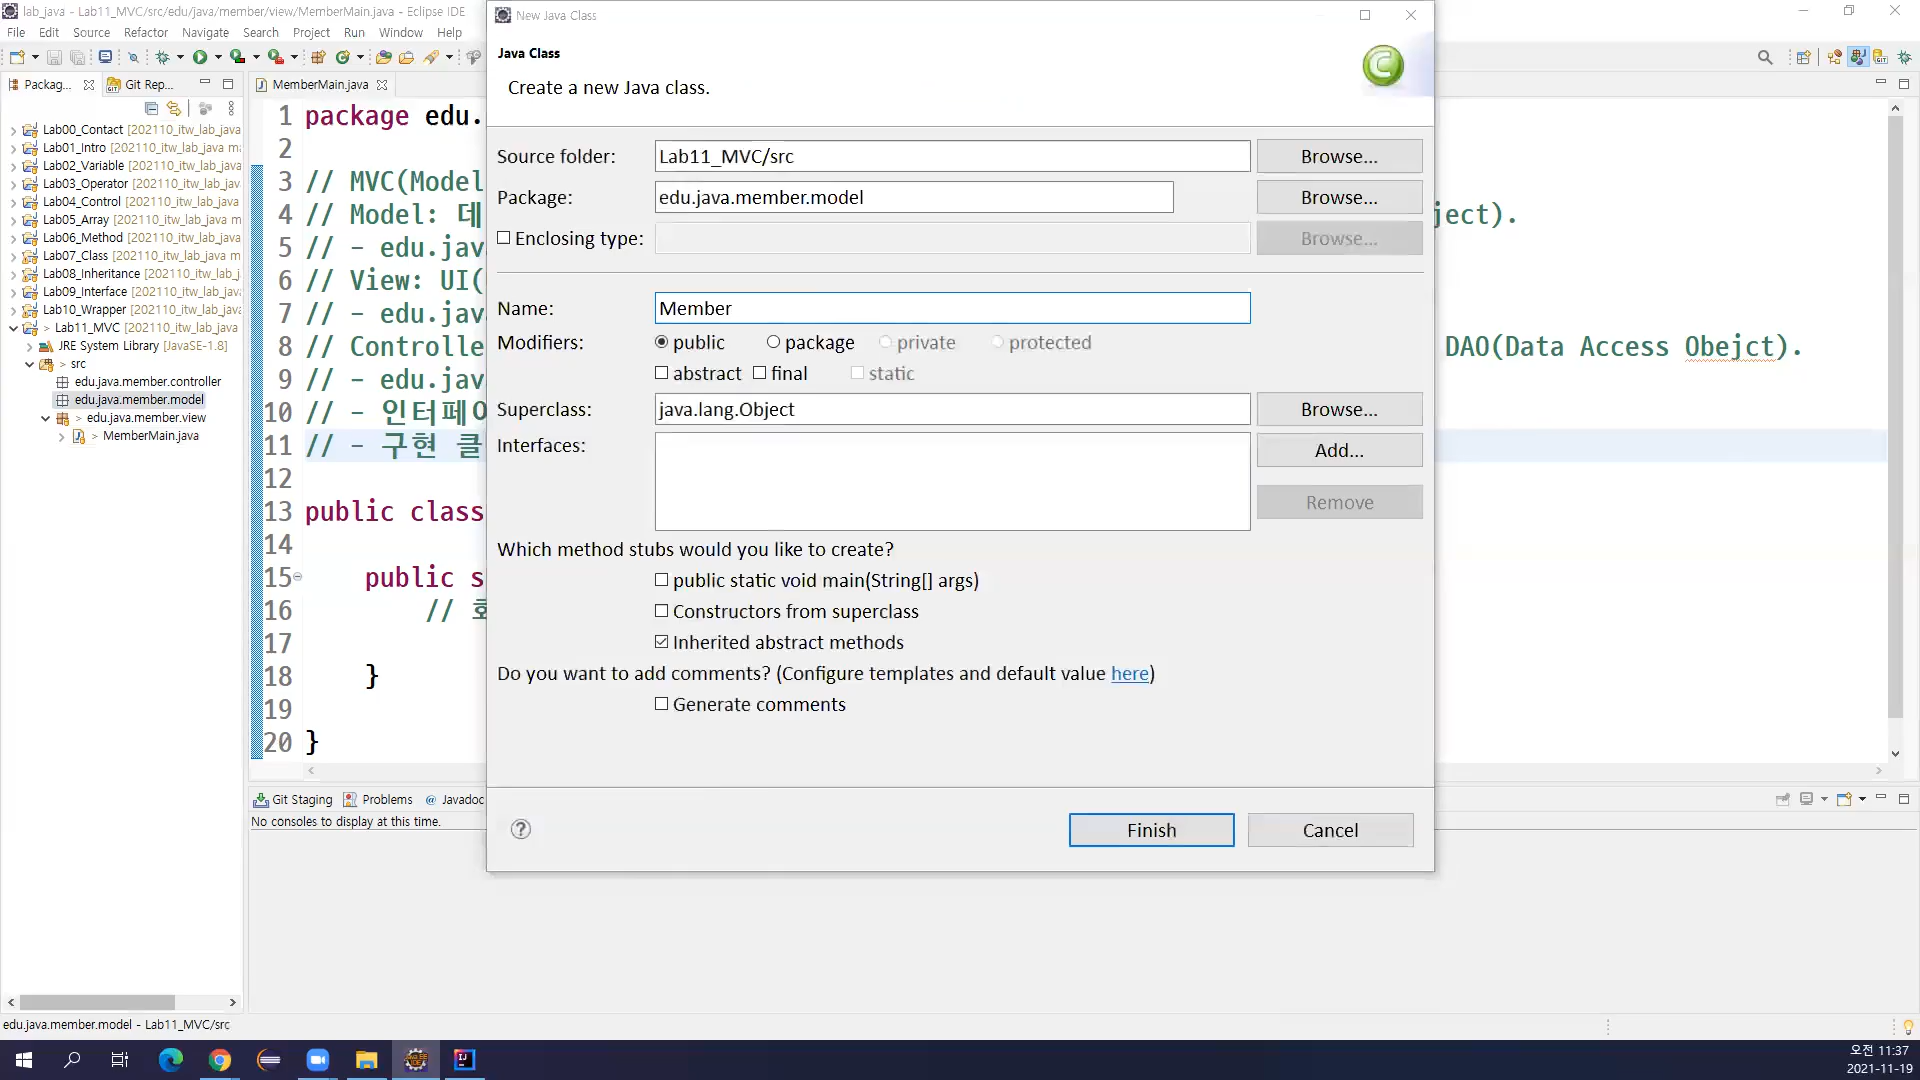 lab_java - Lab11_MVC/src/edu/java/member/view/MemberMain.java - Eclipse IDE
File Edit Source Refactor Navigate Search Project Run Window Help
Packag... Git Rep...
Lab00_Contact [202110_itw_lab_java
Lab01_Intro [202110_itw_lab_java ma
Lab02_Variable [202110_itw_lab_java
Lab03_Operator [202110_itw_lab_java
Lab04_Control [202110_itw_lab_java
Lab05_Array [202110_itw_lab_java m
Lab06_Method [202110_itw_lab_java
Lab07_Class [202110_itw_lab_java m
Lab08_Inheritance [202110_itw_lab_j
Lab09_Interface [202110_itw_lab_java
Lab10_Wrapper [202110_itw_lab_java
> Lab11_MVC [202110_itw_lab_java
JRE System Library [JavaSE-1.8]
> src
edu.java.member.controller
edu.java.member.model
> edu.java.member.view
> MemberMain.java
MemberMain.java
1 package edu.
2
3 // MVC(Model
4 // Model: 데 ject).
5 // - edu.jav
6 // View: UI(
7 // - edu.jav
8 // Controlle DAO(Data Access Obejct).
9 // - edu.jav
10 // - 인터페이
11 // - 구현 클
12
13 public class
14
15 public s
16 //
17
18 }
19
20 }
New Java Class
Java Class
Create a new Java class.
Source folder: Lab11_MVC/src Browse...
Package: edu.java.member.model Browse...
Enclosing type: Browse...
Name: Member
Modifiers: public package private protected
abstract final static
Superclass: java.lang.Object Browse...
Interfaces: Add...
Remove
Which method stubs would you like to create?
public static void main(String[] args)
Constructors from superclass
Inherited abstract methods
Do you want to add comments? (Configure templates and default value here)
Generate comments
Finish Cancel
Git Staging Problems @ Javadoc
No consoles to display at this time.
edu.java.member.model - Lab11_MVC/src
오전 11:37
2021-11-19